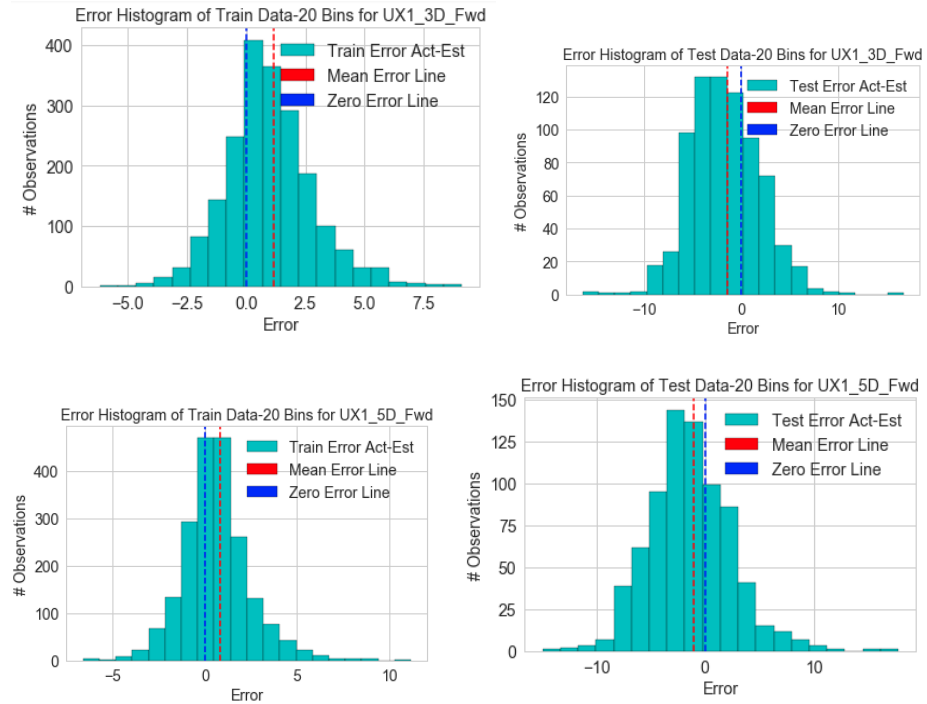 Error Histogram of Train Data-20 Bins for UX1_3D_Fwd
400
300
200
100
0
# Observations
Train Error Act-Est
Mean Error Line
Zero Error Line
−5.0
−2.5
0.0
2.5
5.0
7.5
Error
Error Histogram of Test Data-20 Bins for UX1_3D_Fwd
120
100
80
60
40
20
0
# Observations
Test Error Act-Est
Mean Error Line
Zero Error Line
−10
0
10
Error
Error Histogram of Train Data-20 Bins for UX1_5D_Fwd
400
300
200
100
0
# Observations
Train Error Act-Est
Mean Error Line
Zero Error Line
−5
0
5
10
Error
Error Histogram of Test Data-20 Bins for UX1_5D_Fwd
150
125
100
75
50
25
0
# Observations
Test Error Act-Est
Mean Error Line
Zero Error Line
−10
0
10
Error